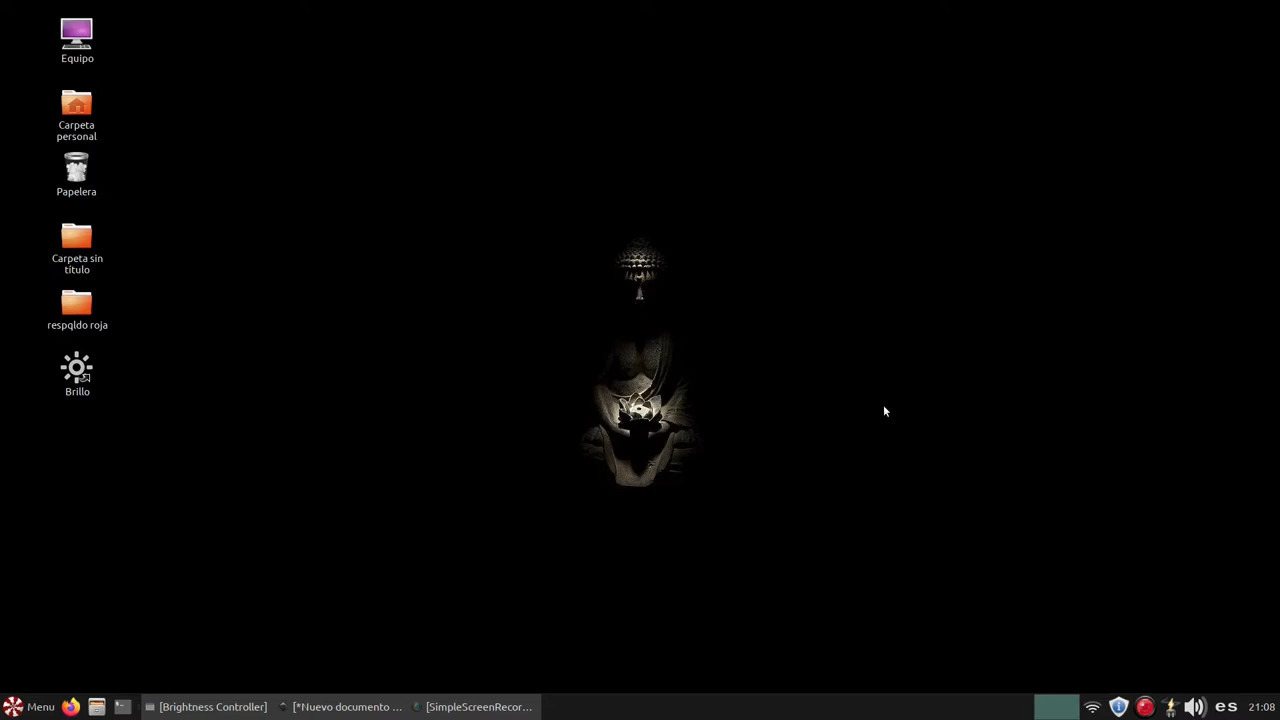 Equipo
Carpeta
personal
Papelera
Carpeta sin
título
respqldo roja
Brillo
Menu
[Brightness Controller]
[*Nuevo documento ...
[SimpleScreenRecor...
es
21:08